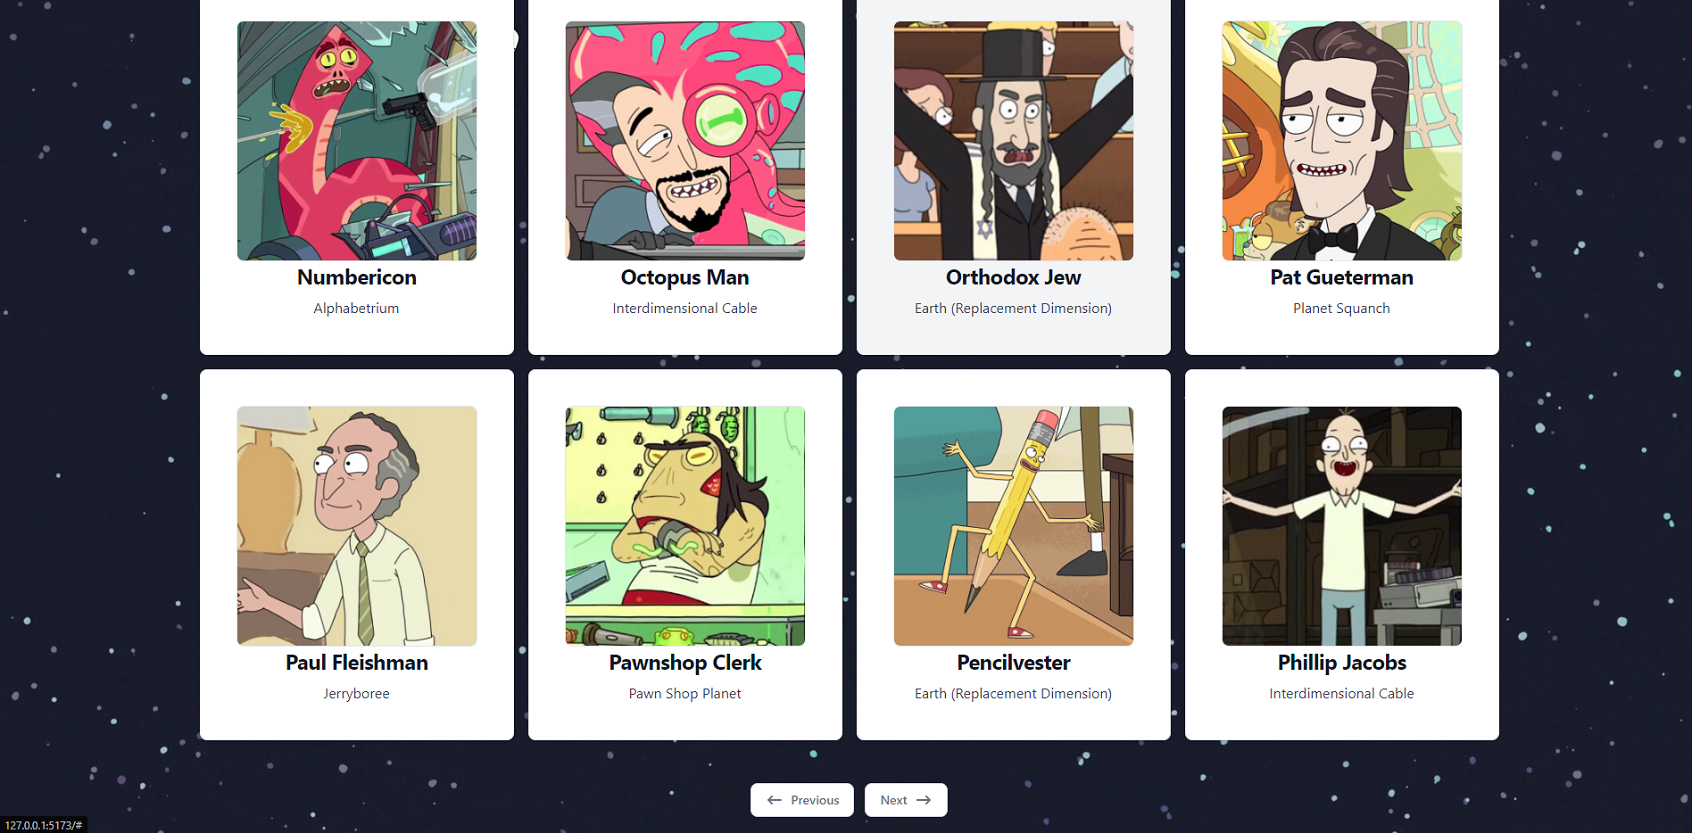 Numbericon
Alphabetrium
Octopus Man
Interdimensional Cable
Orthodox Jew
Earth (Replacement Dimension)
Pat Gueterman
Planet Squanch
Paul Fleishman
Jerryboree
Pawnshop Clerk
Pawn Shop Planet
Pencilvester
Earth (Replacement Dimension)
Phillip Jacobs
Interdimensional Cable
← Previous
Next →
127.0.0.1:5173/#